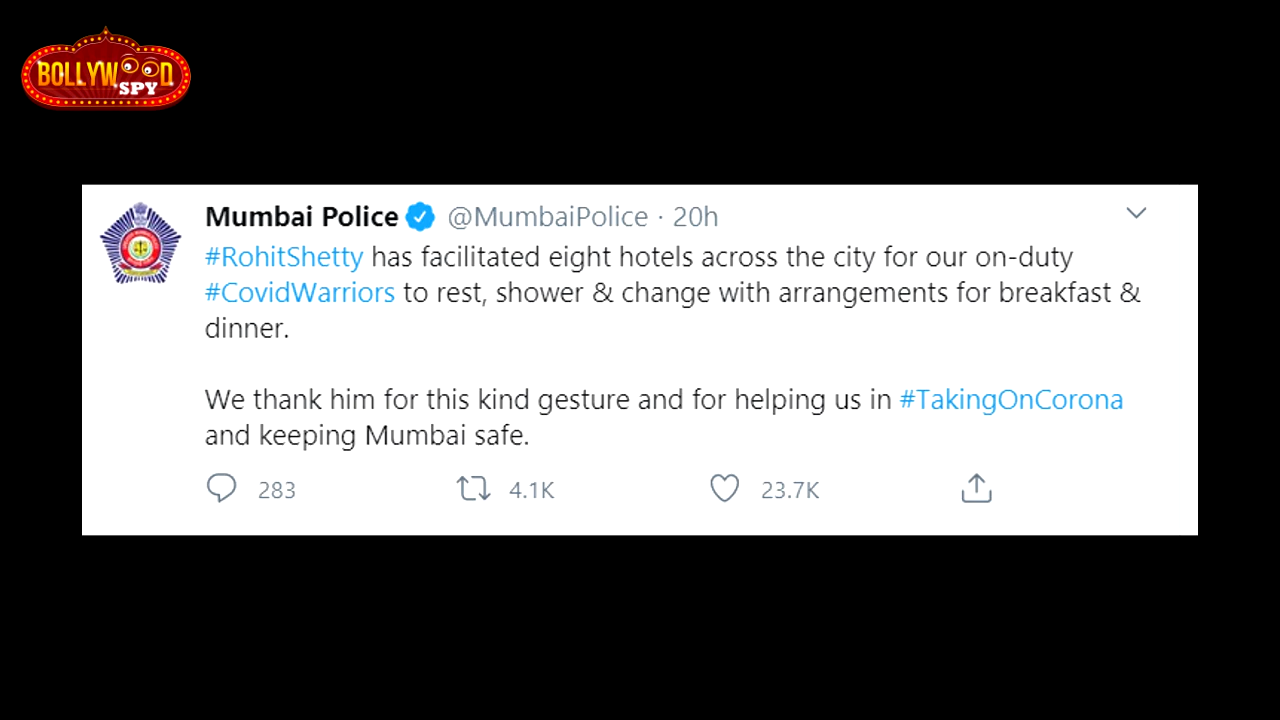 BOLLYWOOD
SPY
Mumbai Police @MumbaiPolice · 20h
#RohitShetty has facilitated eight hotels across the city for our on-duty
#CovidWarriors to rest, shower & change with arrangements for breakfast &
dinner.
We thank him for this kind gesture and for helping us in #TakingOnCorona
and keeping Mumbai safe.
283 4.1K 23.7K